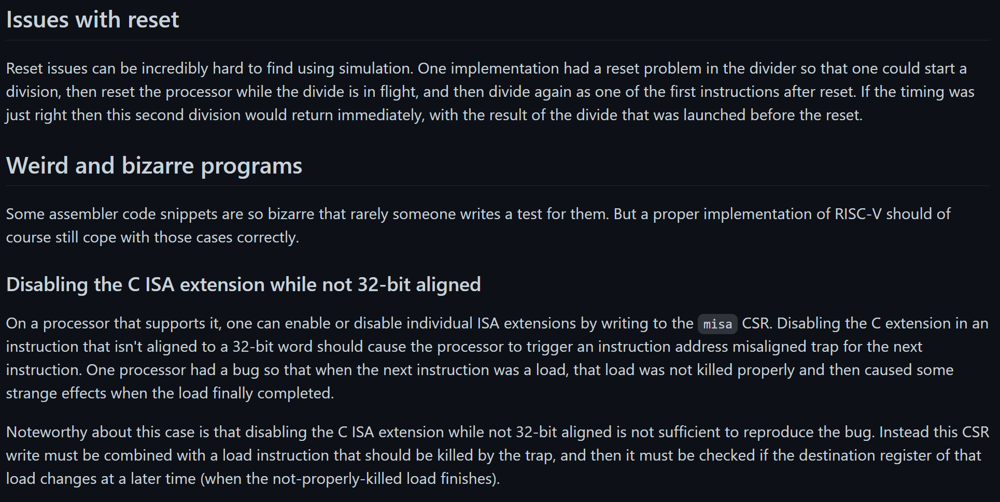 Issues with reset
Reset issues can be incredibly hard to find using simulation. One implementation had a reset problem in the divider so that one could start a
division, then reset the processor while the divide is in flight, and then divide again as one of the first instructions after reset. If the timing was
just right then this second division would return immediately, with the result of the divide that was launched before the reset.
Weird and bizarre programs
Some assembler code snippets are so bizarre that rarely someone writes a test for them. But a proper implementation of RISC-V should of
course still cope with those cases correctly.
Disabling the C ISA extension while not 32-bit aligned
On a processor that supports it, one can enable or disable individual ISA extensions by writing to the misa CSR. Disabling the C extension in an
instruction that isn't aligned to a 32-bit word should cause the processor to trigger an instruction address misaligned trap for the next
instruction. One processor had a bug so that when the next instruction was a load, that load was not killed properly and then caused some
strange effects when the load finally completed.
Noteworthy about this case is that disabling the C ISA extension while not 32-bit aligned is not sufficient to reproduce the bug. Instead this CSR
write must be combined with a load instruction that should be killed by the trap, and then it must be checked if the destination register of that
load changes at a later time (when the not-properly-killed load finishes).